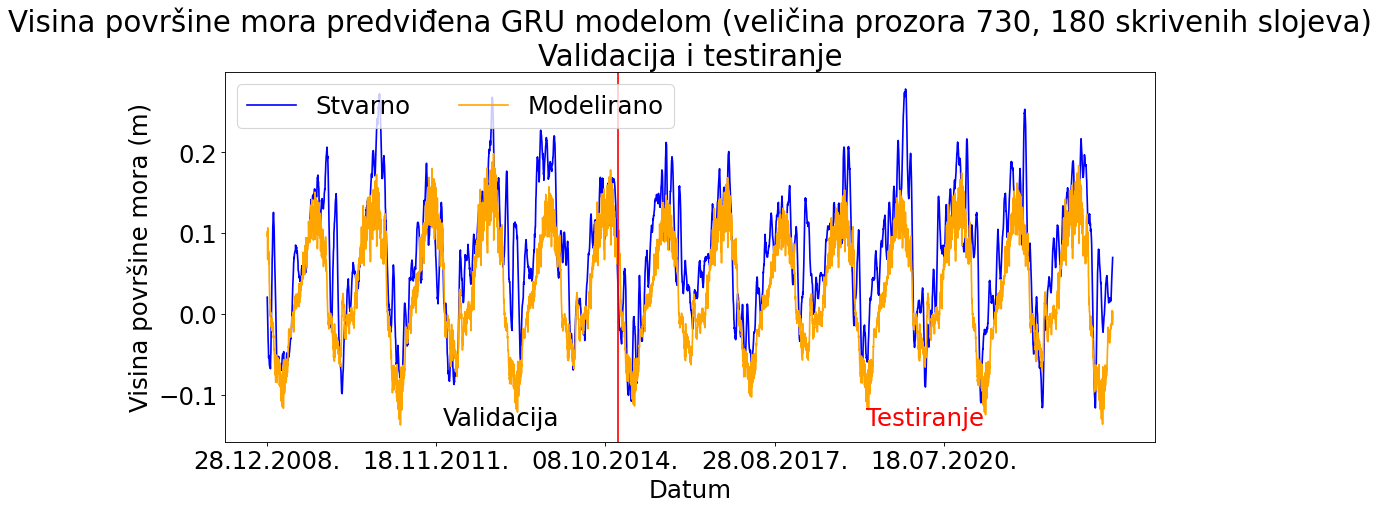 Visina površine mora predviđena GRU modelom (veličina prozora 730, 180 skrivenih slojeva)
Validacija i testiranje
Stvarno
Modelirano
Visina površine mora (m)
0.2
0.1
0.0
−0.1
Validacija
Testiranje
28.12.2008.
18.11.2011.
08.10.2014.
28.08.2017.
18.07.2020.
Datum